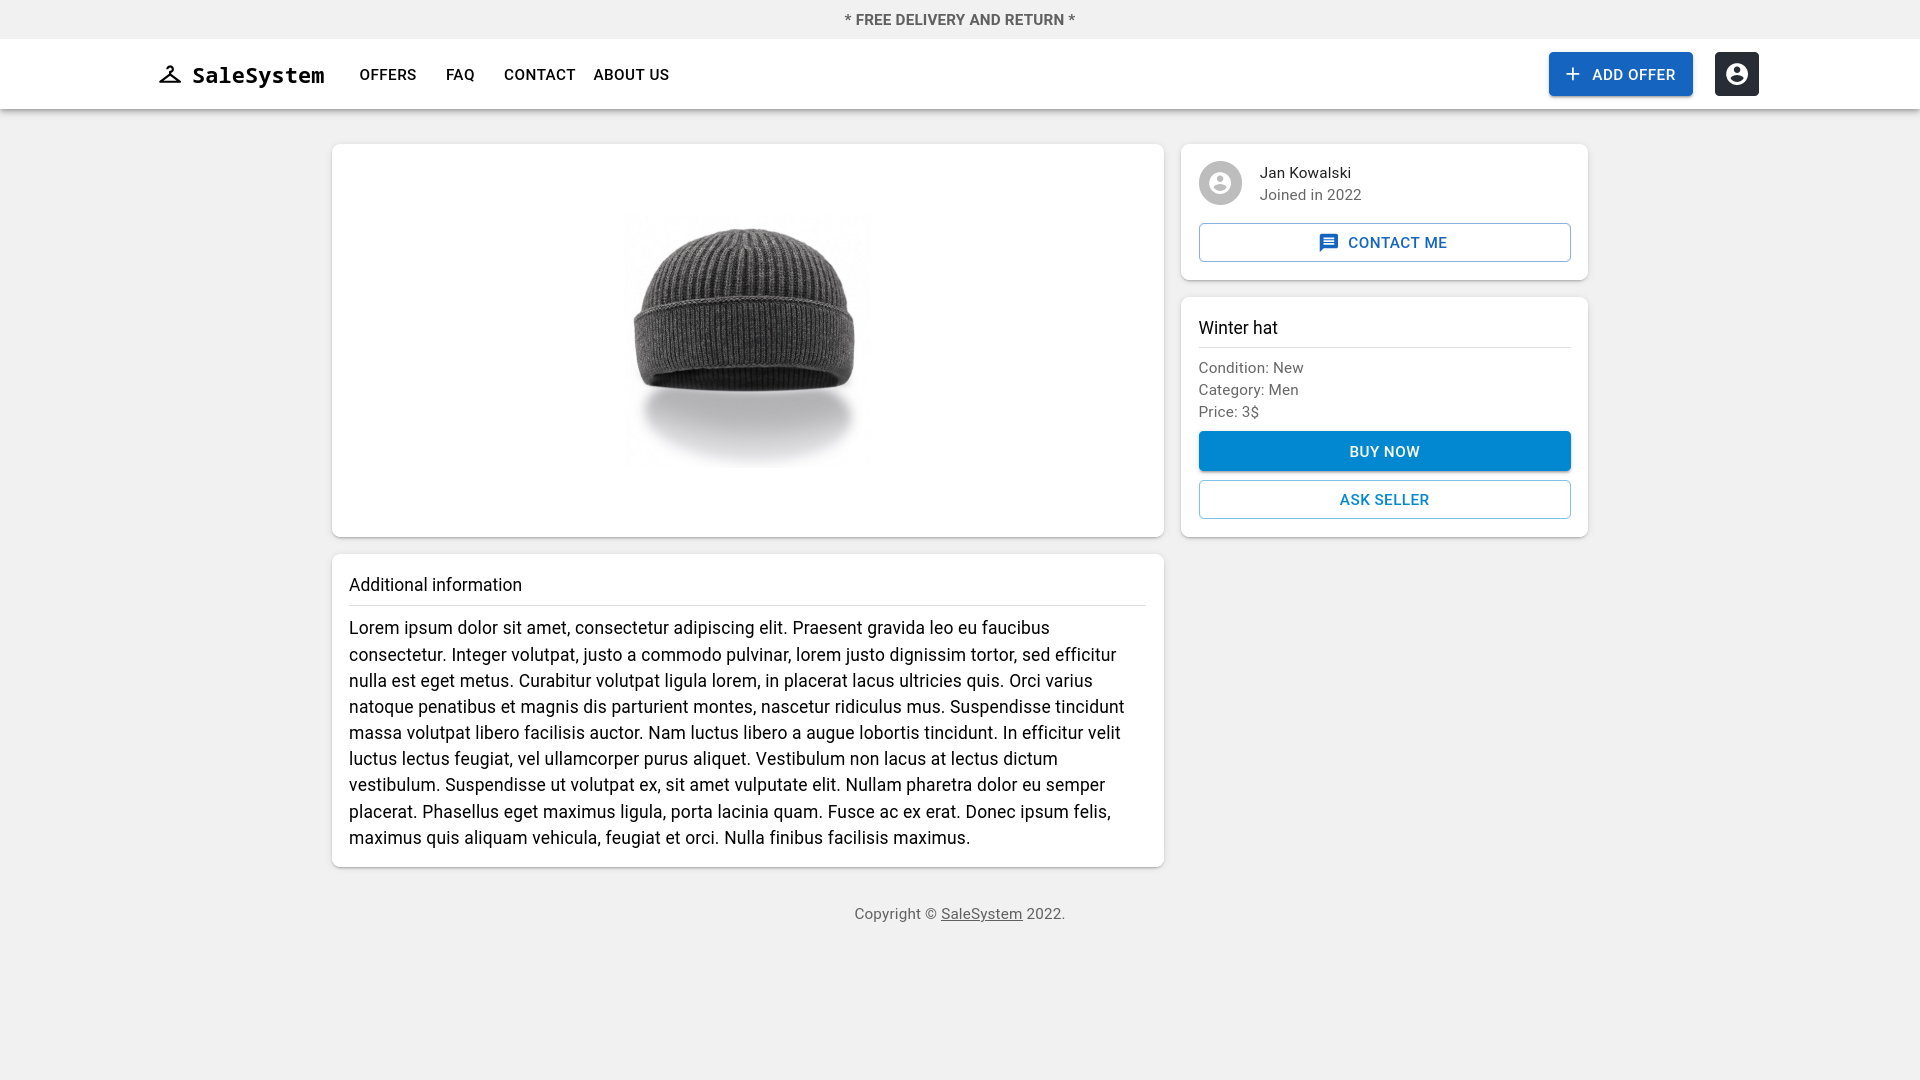 * FREE DELIVERY AND RETURN *
SaleSystem
OFFERS
FAQ
CONTACT
ABOUT US
ADD OFFER
Jan Kowalski
Joined in 2022
CONTACT ME
Winter hat
Condition: New
Category: Men
Price: 3$
BUY NOW
ASK SELLER
Additional information
Lorem ipsum dolor sit amet, consectetur adipiscing elit. Praesent gravida leo eu faucibus
consectetur. Integer volutpat, justo a commodo pulvinar, lorem justo dignissim tortor, sed efficitur
nulla est eget metus. Curabitur volutpat ligula lorem, in placerat lacus ultricies quis. Orci varius
natoque penatibus et magnis dis parturient montes, nascetur ridiculus mus. Suspendisse tincidunt
massa volutpat libero facilisis auctor. Nam luctus libero a augue lobortis tincidunt. In efficitur velit
luctus lectus feugiat, vel ullamcorper purus aliquet. Vestibulum non lacus at lectus dictum
vestibulum. Suspendisse ut volutpat ex, sit amet vulputate elit. Nullam pharetra dolor eu semper
placerat. Phasellus eget maximus ligula, porta lacinia quam. Fusce ac ex erat. Donec ipsum felis,
maximus quis aliquam vehicula, feugiat et orci. Nulla finibus facilisis maximus.
Copyright © SaleSystem 2022.